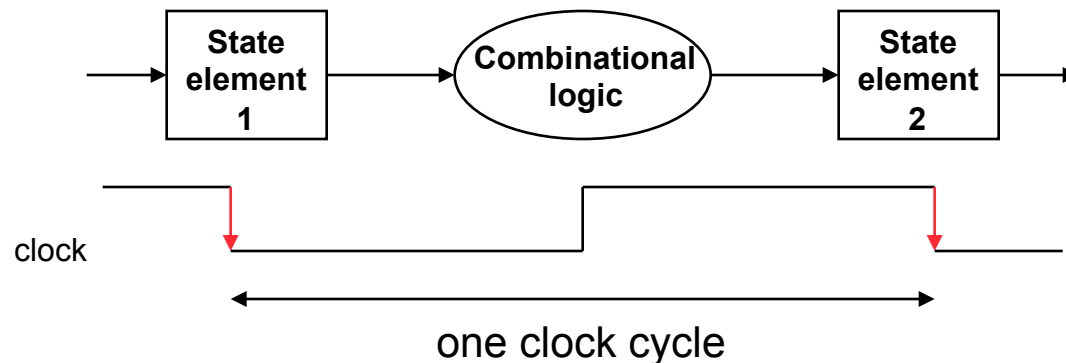 State
element
1
Combinational
logic
State
element
2
clock
one clock cycle